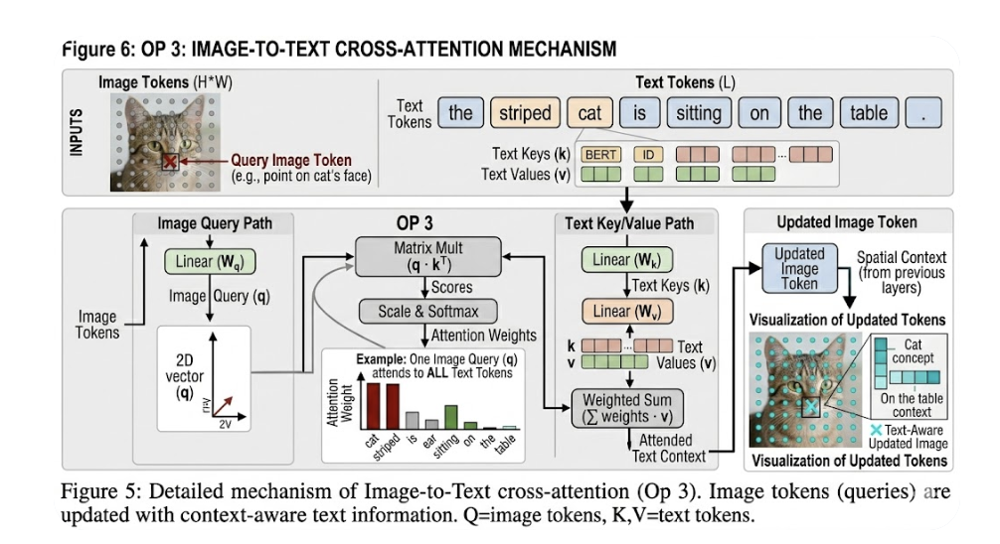 Figure 6: OP 3: IMAGE-TO-TEXT CROSS-ATTENTION MECHANISM
INPUTS
Image Tokens (H*W)
Query Image Token
(e.g., point on cat's face)
Text Tokens (L)
Text
Tokens
the striped cat is sitting on the table .
Text Keys (k) BERT ID ...
Text Values (v)
Image Query Path
Linear (Wq)
Image Query (q)
Image
Tokens
2D
vector
(q)
2V
OP 3
Matrix Mult
(q · kᵀ)
Scores
Scale & Softmax
Attention Weights
Example: One Image Query (q)
attends to ALL Text Tokens
Attention
Weight
cat striped is ear sitting on the table
Text Key/Value Path
Linear (Wk)
Text Keys (k)
Linear (Wv)
k ... Text
v Values (v)
Weighted Sum
(∑ weights · v)
Attended
Text Context
Updated Image Token
Updated
Image
Token
Spatial Context
(from previous
layers)
Visualization of Updated Tokens
Cat
concept
On the table
context
Text-Aware
Updated Image
Visualization of Updated Tokens
Figure 5: Detailed mechanism of Image-to-Text cross-attention (Op 3). Image tokens (queries) are
updated with context-aware text information. Q=image tokens, K,V=text tokens.